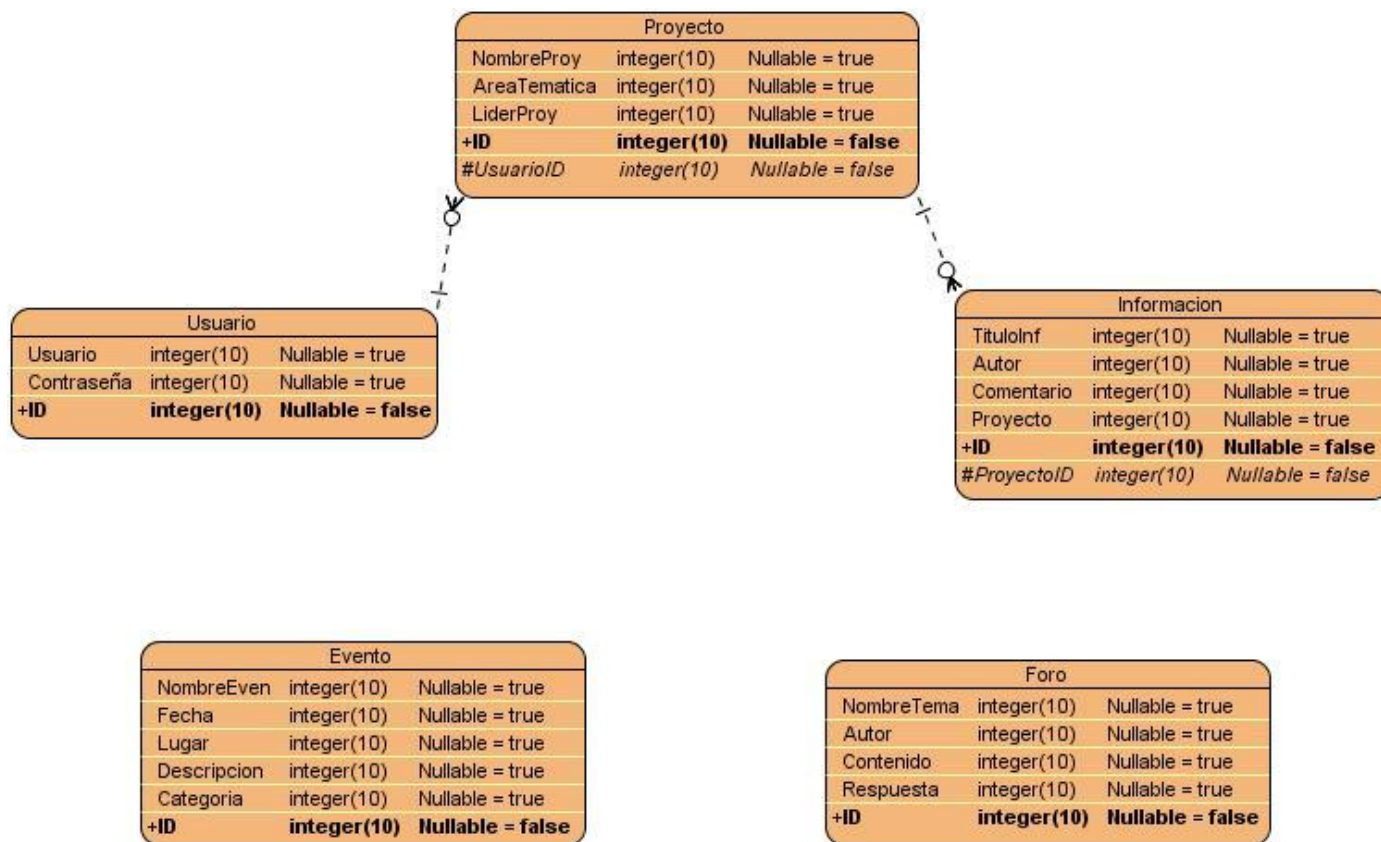 Proyecto
NombreProy integer(10) Nullable = true
AreaTematica integer(10) Nullable = true
LiderProy integer(10) Nullable = true
+ID integer(10) Nullable = false
#UsuarioID integer(10) Nullable = false
Usuario
Usuario integer(10) Nullable = true
Contraseña integer(10) Nullable = true
+ID integer(10) Nullable = false
Informacion
TituloInf integer(10) Nullable = true
Autor integer(10) Nullable = true
Comentario integer(10) Nullable = true
Proyecto integer(10) Nullable = true
+ID integer(10) Nullable = false
#ProyectoID integer(10) Nullable = false
Evento
NombreEven integer(10) Nullable = true
Fecha integer(10) Nullable = true
Lugar integer(10) Nullable = true
Descripcion integer(10) Nullable = true
Categoria integer(10) Nullable = true
+ID integer(10) Nullable = false
Foro
NombreTema integer(10) Nullable = true
Autor integer(10) Nullable = true
Contenido integer(10) Nullable = true
Respuesta integer(10) Nullable = true
+ID integer(10) Nullable = false